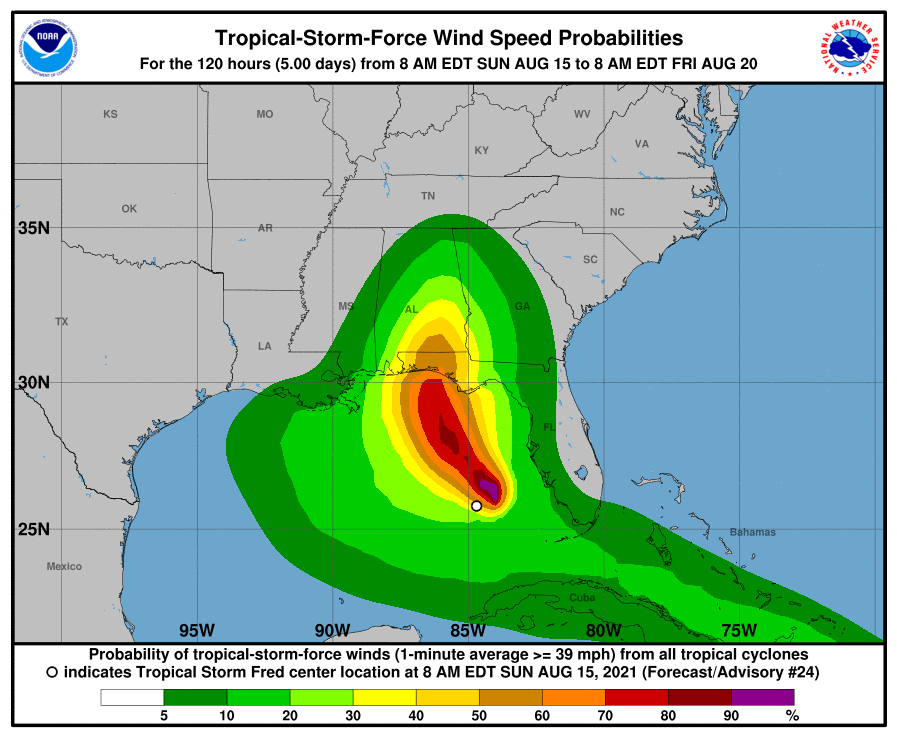 NOAA
Tropical-Storm-Force Wind Speed Probabilities
For the 120 hours (5.00 days) from 8 AM EDT SUN AUG 15 to 8 AM EDT FRI AUG 20
NATIONAL WEATHER SERVICE
KS
MO
WV
VA
KY
TN
OK
NC
AR
35N
SC
MS
AL
GA
TX
LA
30N
FL
25N
Bahamas
Mexico
Cuba
95W
90W
85W
80W
75W
Probability of tropical-storm-force winds (1-minute average >= 39 mph) from all tropical cyclones
indicates Tropical Storm Fred center location at 8 AM EDT SUN AUG 15, 2021 (Forecast/Advisory #24)
5 10 20 30 40 50 60 70 80 90 %